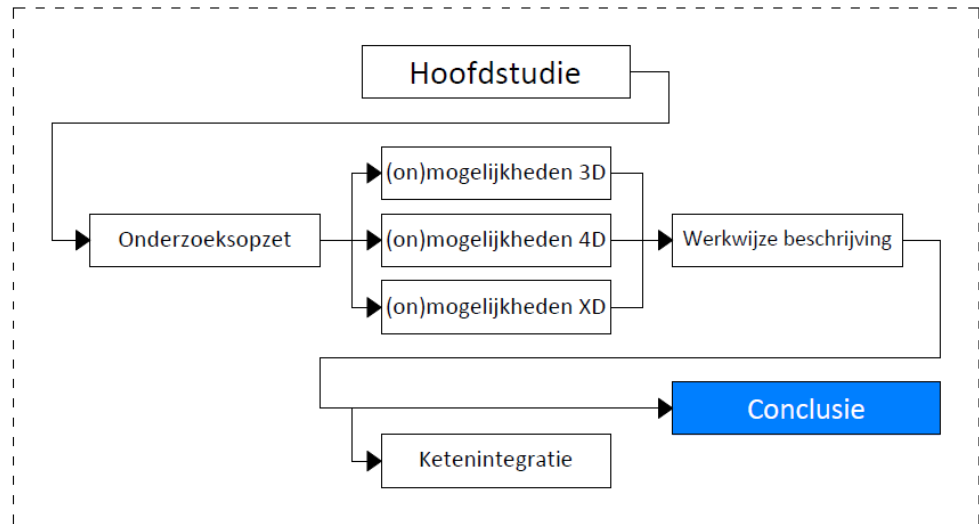 Hoofdstudie
Onderzoeksopzet
(on)mogelijkheden 3D
(on)mogelijkheden 4D
(on)mogelijkheden XD
Werkwijze beschrijving
Conclusie
Ketenintegratie